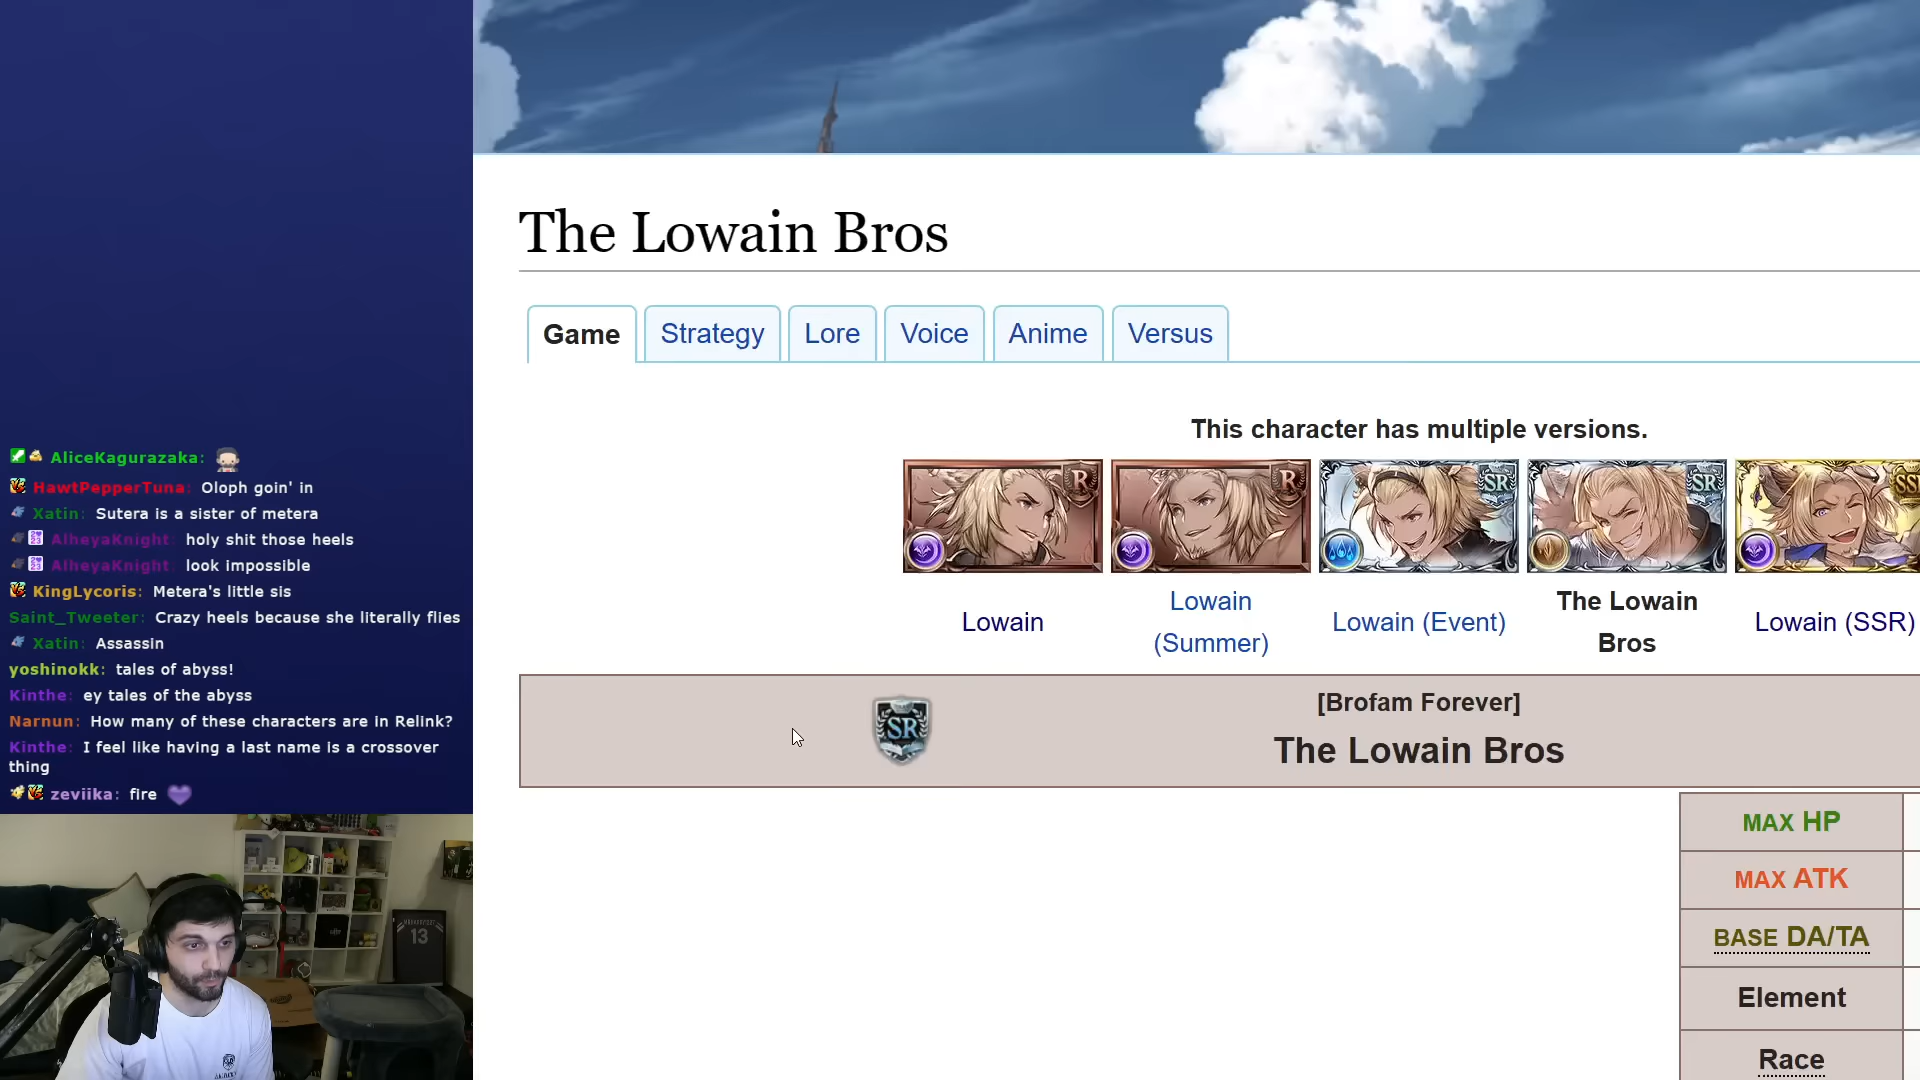 AliceKagurazaka:
HawtPepperTuna: Oloph goin' in
Xatin: Sutera is a sister of metera
AlheyaKnight: holy shit those heels
AlheyaKnight: look impossible
KingLycoris: Metera's little sis
Saint_Tweeter: Crazy heels because she literally flies
Xatin: Assassin
yoshinokk: tales of abyss!
Kinthe: ey tales of the abyss
Narnun: How many of these characters are in Relink?
Kinthe: I feel like having a last name is a crossover
thing
zeviika: fire
13
The Lowain Bros
Game Strategy Lore Voice Anime Versus
This character has multiple versions.
R R SR SR
Lowain
Lowain
(Summer)
Lowain (Event)
The Lowain
Bros
Lowain (SSR)
SR
[Brofam Forever]
The Lowain Bros
MAX HP
MAX ATK
BASE DA/TA
Element
Race